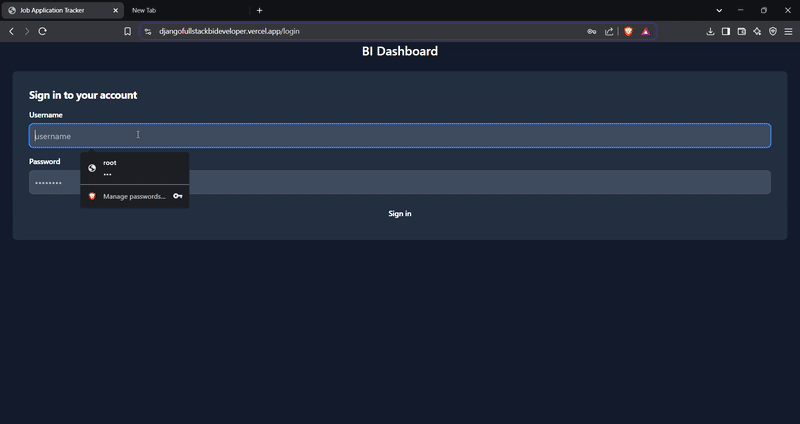 Job Application Tracker
New Tab
djangofullstackbideveloper.vercel.app/login
BI Dashboard
Sign in to your account
Username
username
root
•••
Password
••••••••
Manage passwords...
Sign in